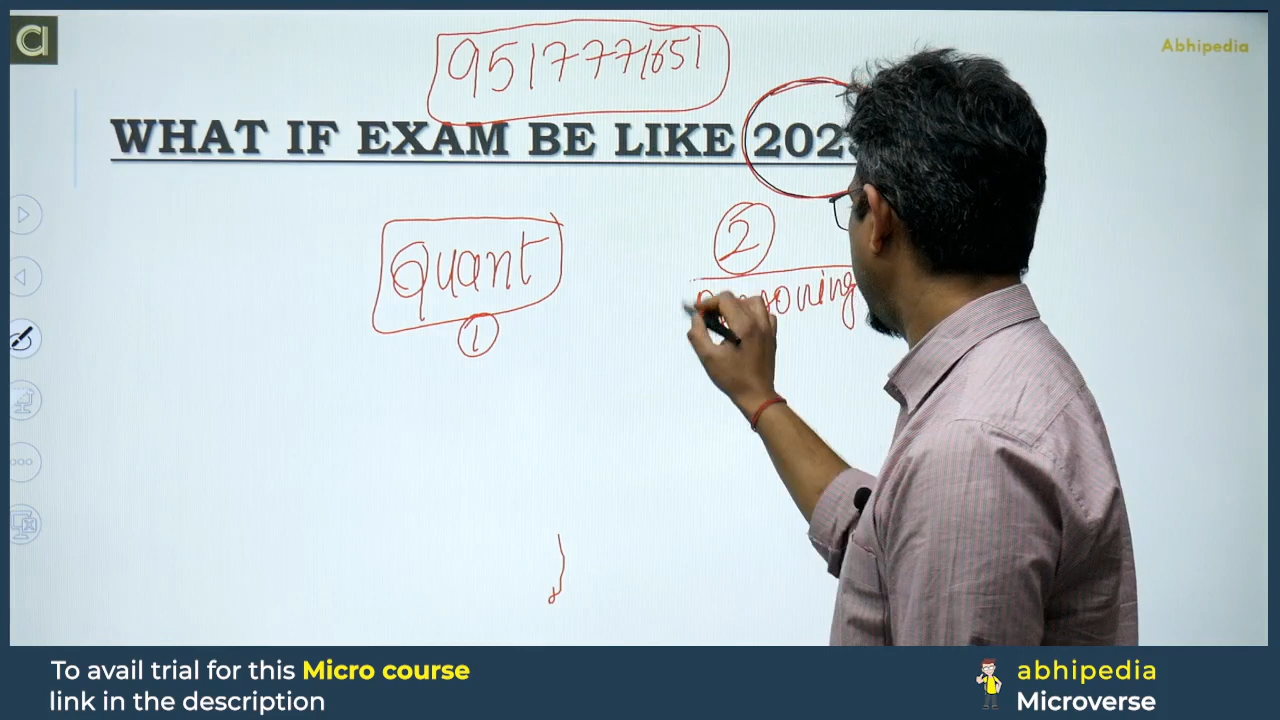 a
Abhipedia
9517771651
WHAT IF EXAM BE LIKE 202
Quant
1
2
Reasoning
To avail trial for this Micro course
link in the description
abhipedia
Microverse